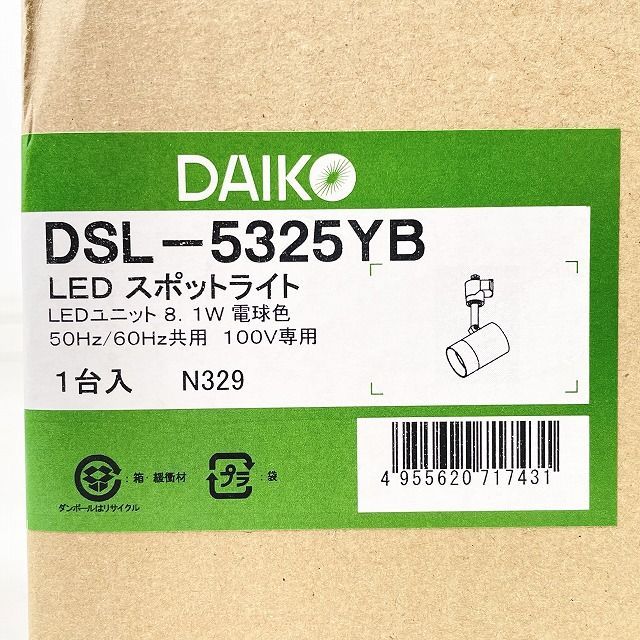 DAIKO
DSL-5325YB
LED スポットライト
LEDユニット 8.1W 電球色
50Hz/60Hz共用 100V専用
1台入 N329
:箱・緩衝材
プラ :袋
ダンボールはリサイクル
4 955620 717431